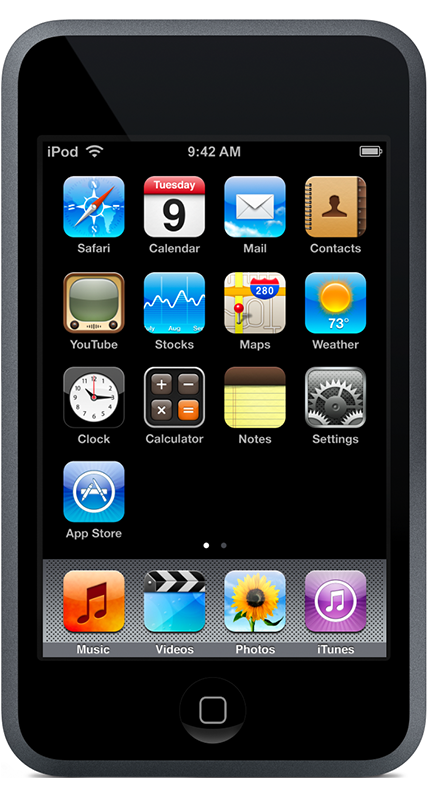 iPod 9:42 AM
Tuesday
9
Safari Calendar Mail Contacts
280
73°
YouTube Stocks Maps Weather
Clock Calculator Notes Settings
App Store
Music Videos Photos iTunes